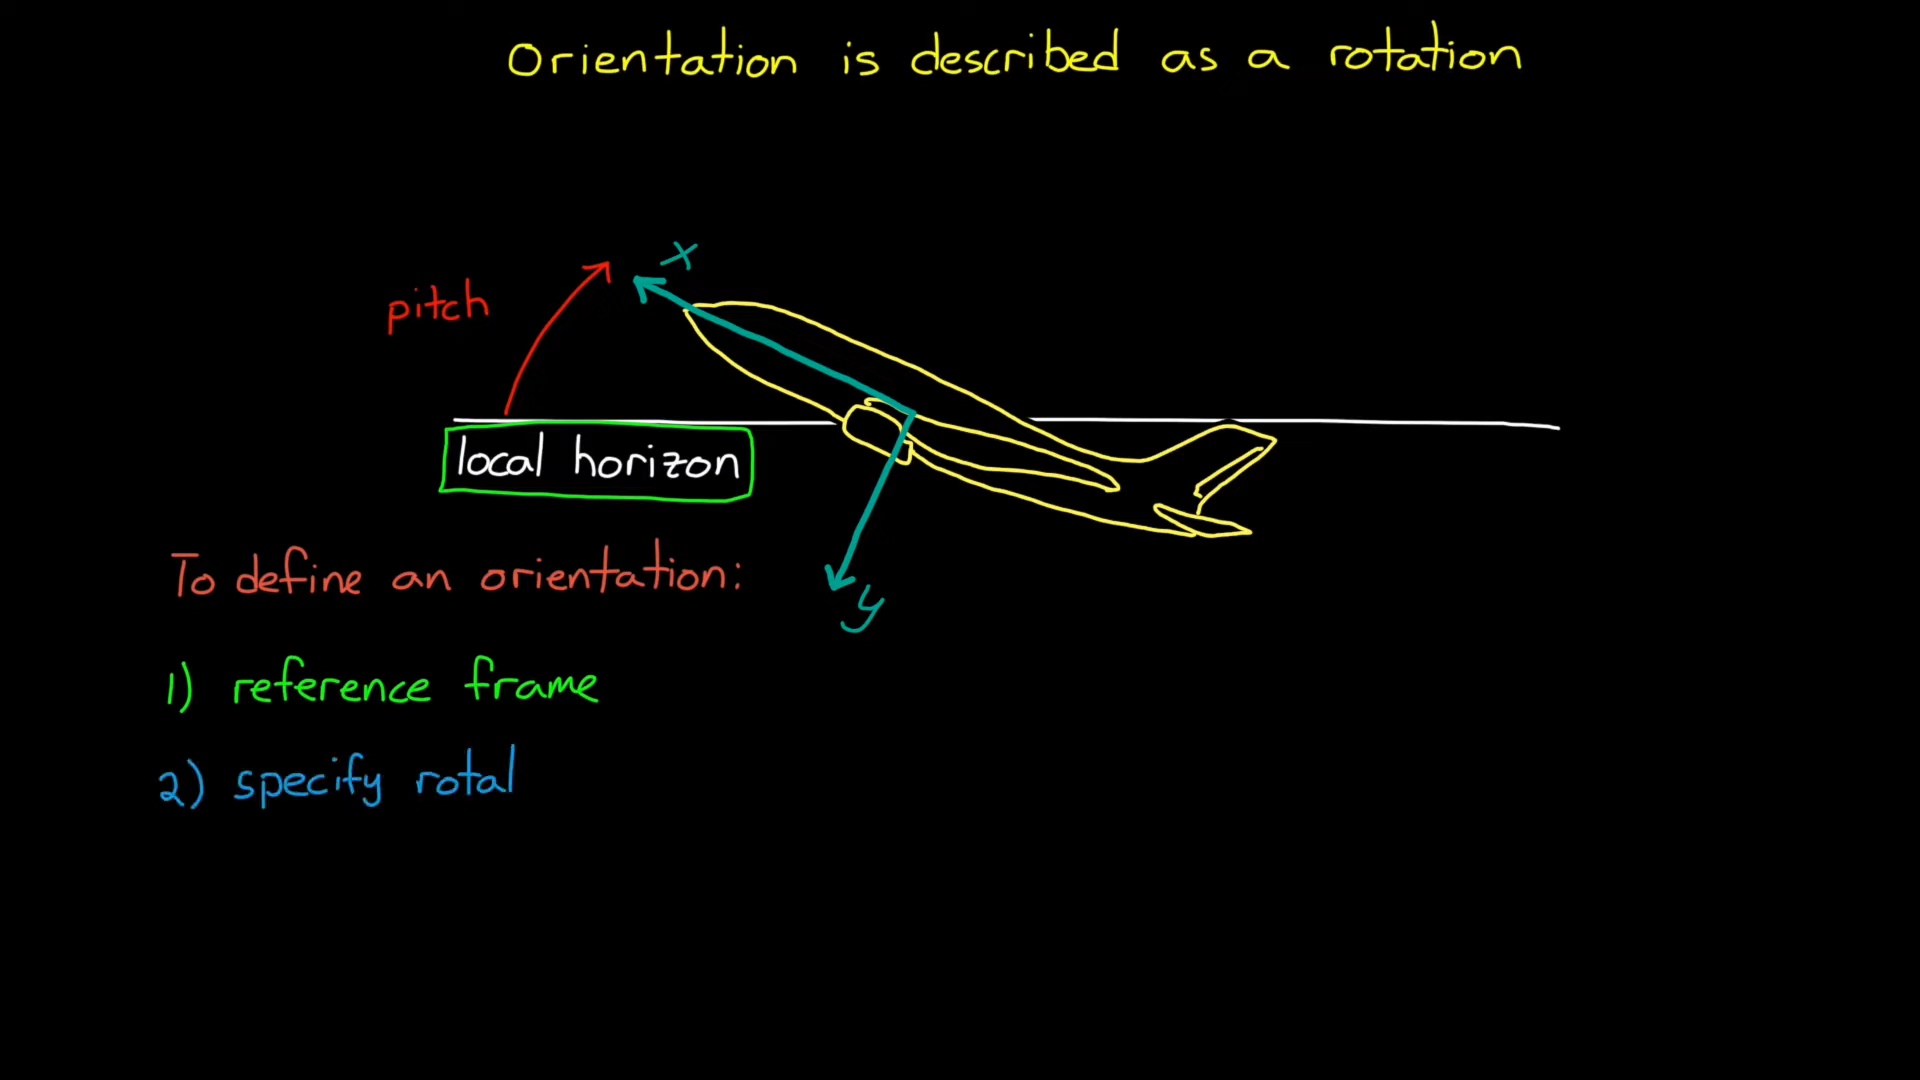 Orientation is described as a rotation
x
pitch
local horizon
To define an orientation:
y
1) reference frame
2) specify rotal